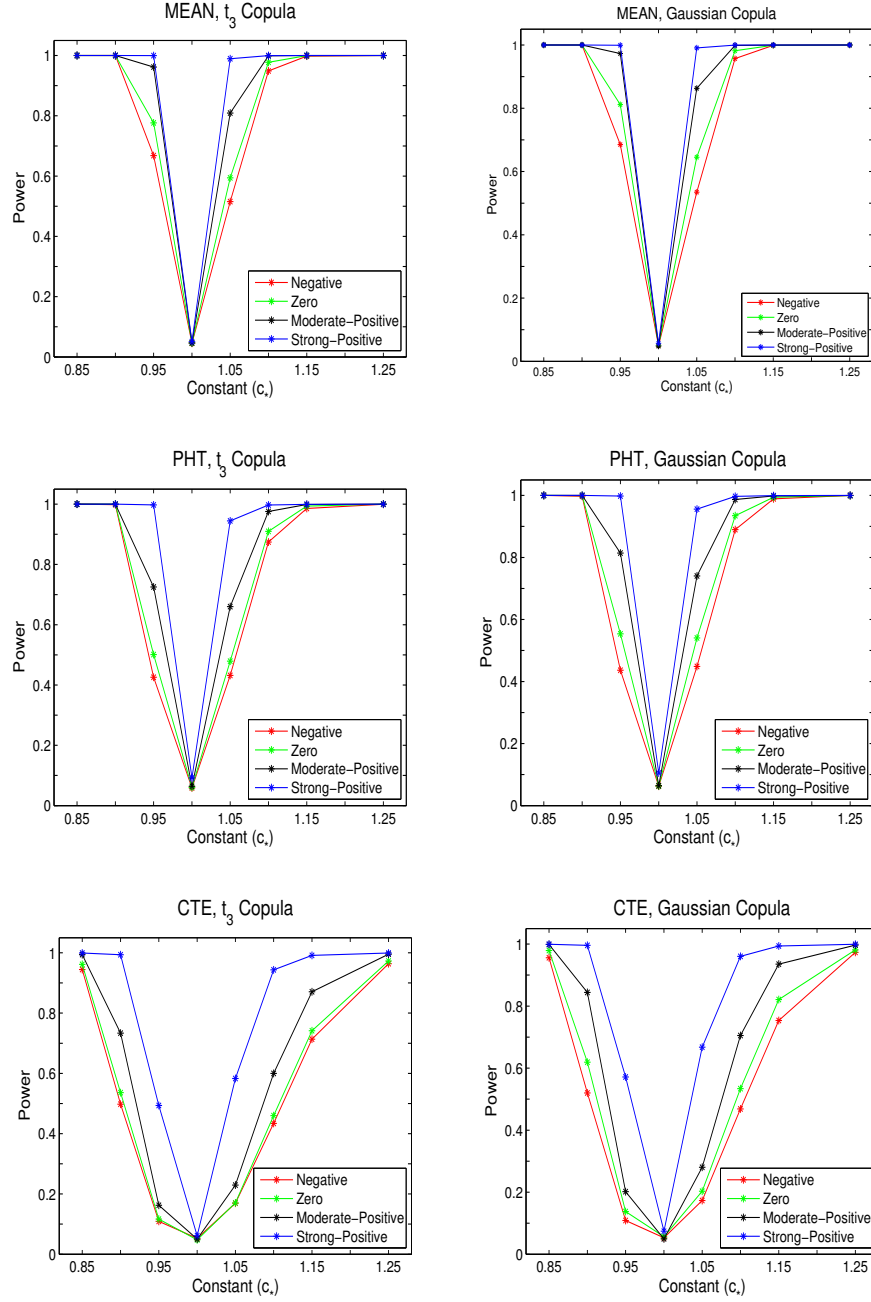 MEAN, t3 Copula
Power
1
0.8
0.6
0.4
0.2
0
0.85 0.95 1.05 1.15 1.25
Constant (c*)
Negative
Zero
Moderate-Positive
Strong-Positive
MEAN, Gaussian Copula
Power
1
0.8
0.6
0.4
0.2
0
0.85 0.95 1.05 1.15 1.25
Constant (c*)
Negative
Zero
Moderate-Positive
Strong-Positive
PHT, t3 Copula
Power
1
0.8
0.6
0.4
0.2
0
0.85 0.95 1.05 1.15 1.25
Constant (c*)
Negative
Zero
Moderate-Positive
Strong-Positive
PHT, Gaussian Copula
Power
1
0.8
0.6
0.4
0.2
0
0.85 0.95 1.05 1.15 1.25
Constant (c*)
Negative
Zero
Moderate-Positive
Strong-Positive
CTE, t3 Copula
Power
1
0.8
0.6
0.4
0.2
0
0.85 0.95 1.05 1.15 1.25
Constant (c*)
Negative
Zero
Moderate-Positive
Strong-Positive
CTE, Gaussian Copula
Power
1
0.8
0.6
0.4
0.2
0
0.85 0.95 1.05 1.15 1.25
Constant (c*)
Negative
Zero
Moderate-Positive
Strong-Positive